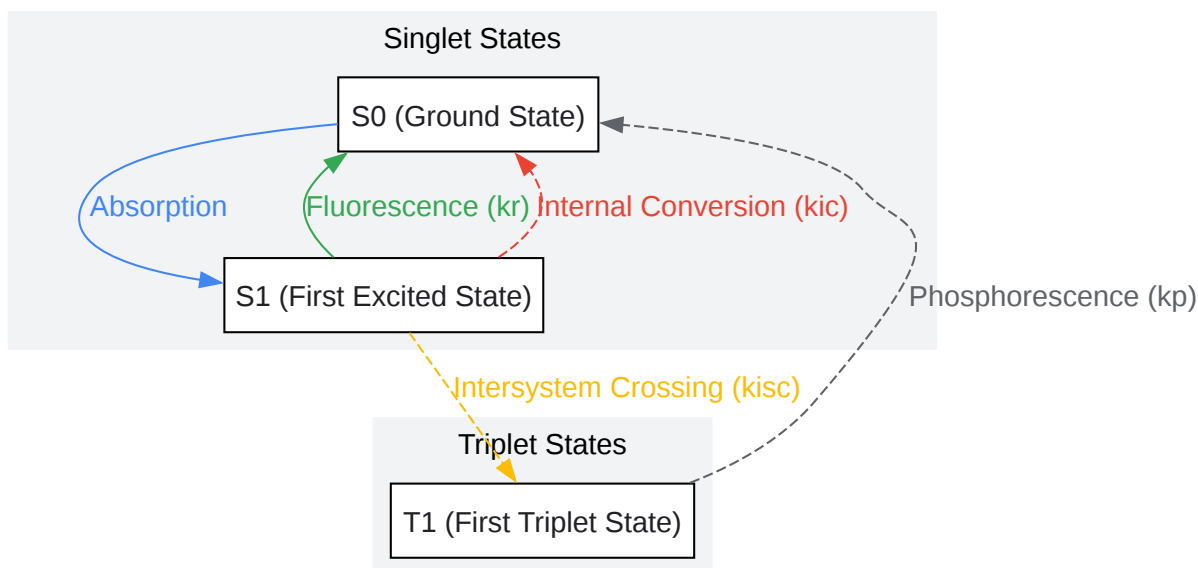 Singlet States
S0 (Ground State)
Absorption
Fluorescence (kr)
Internal Conversion (kic)
S1 (First Excited State)
Phosphorescence (kp)
Intersystem Crossing (kisc)
Triplet States
T1 (First Triplet State)